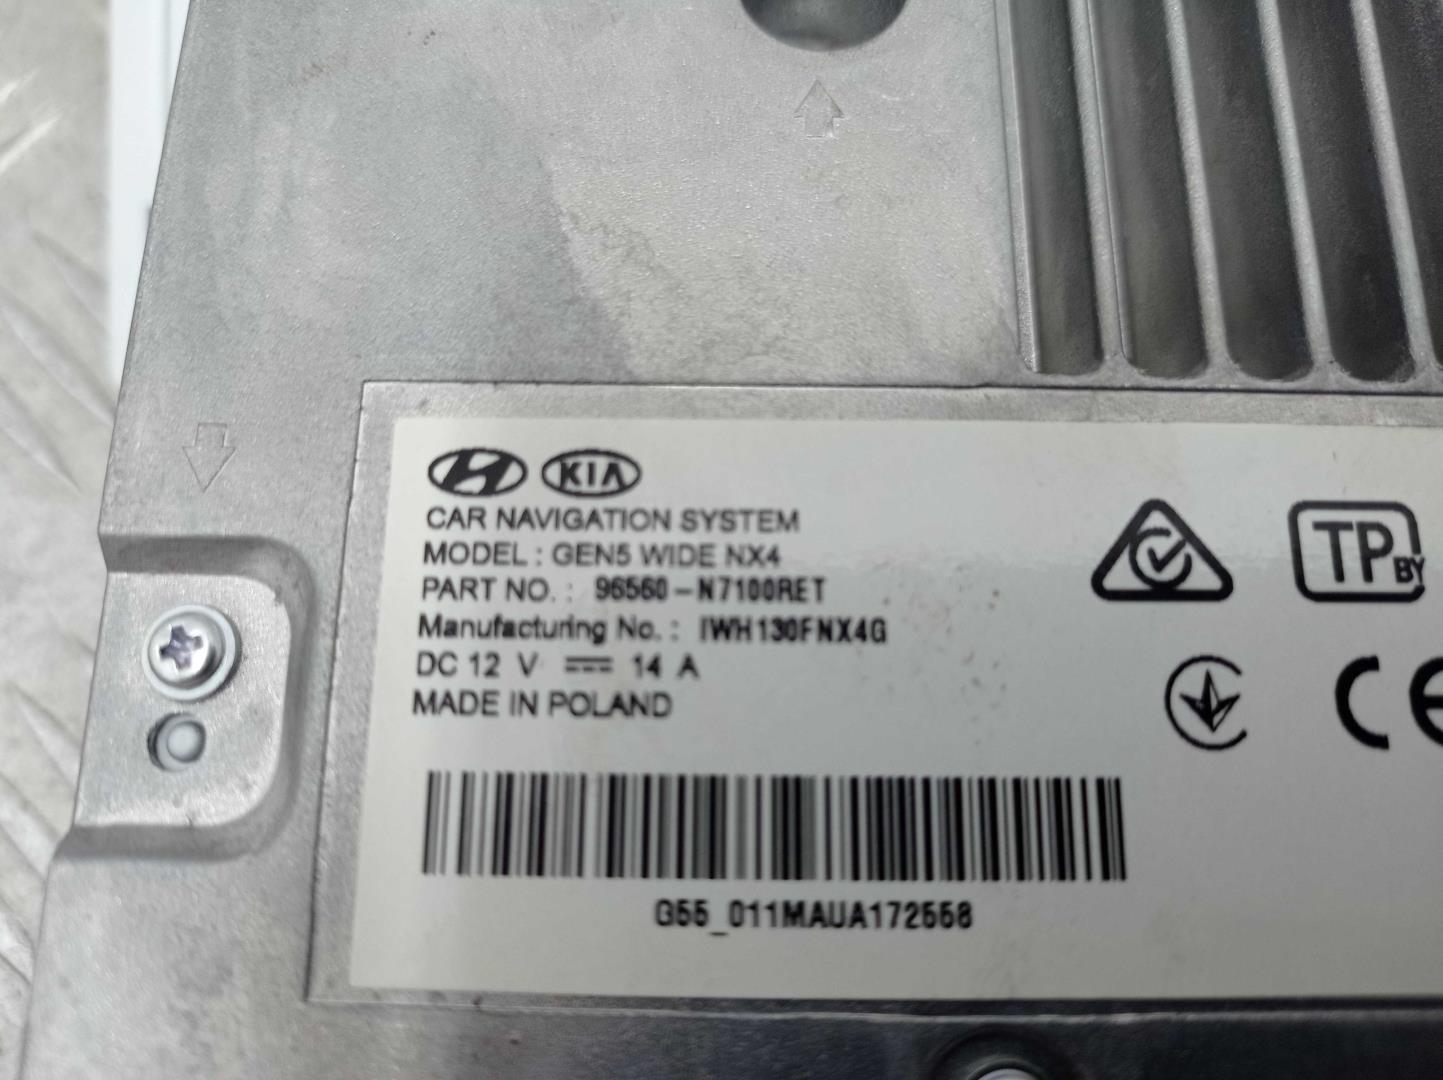 KIA
CAR NAVIGATION SYSTEM
MODEL : GEN5 WIDE NX4
PART NO. : 96560-N7100RET
Manufacturing No. : IWH130FNX4G
DC 12 V ⎓ 14 A
MADE IN POLAND
G55_011MAUA172558
TP BY
CE